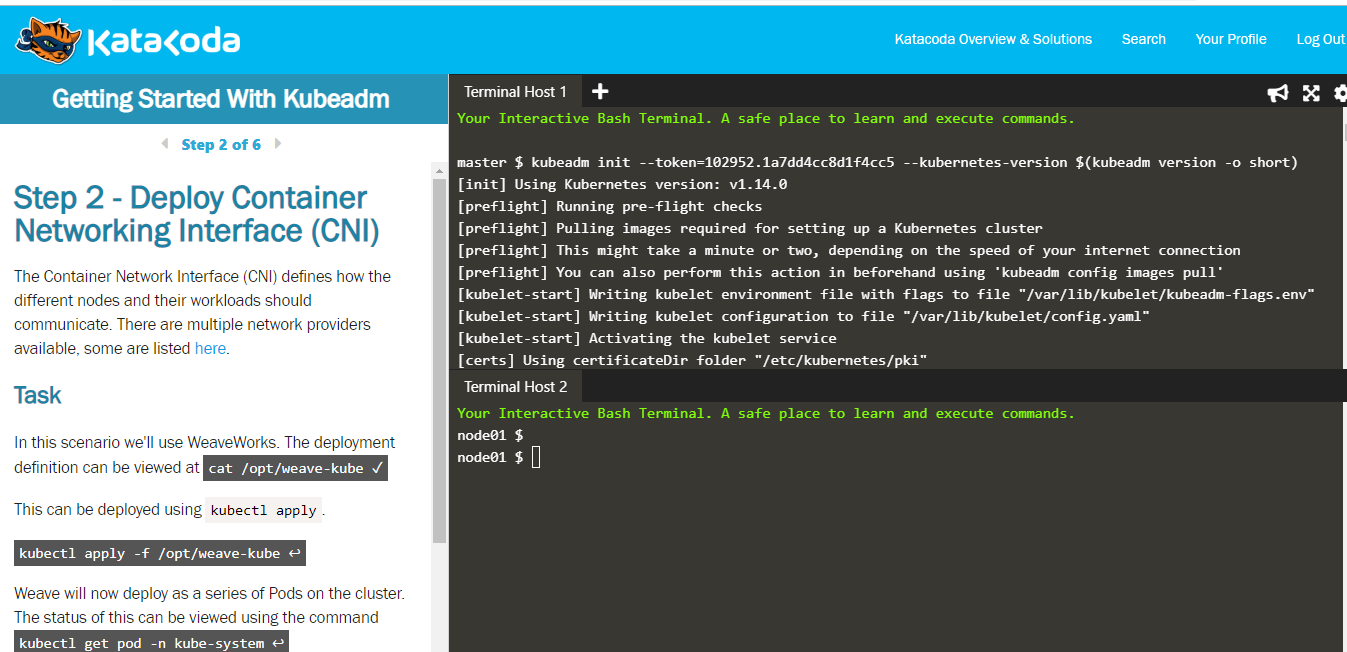 Katacoda
Katacoda Overview & Solutions
Search
Your Profile
Log Out
Getting Started With Kubeadm
Step 2 of 6
Step 2 - Deploy Container
Networking Interface (CNI)
The Container Network Interface (CNI) defines how the
different nodes and their workloads should
communicate. There are multiple network providers
available, some are listed here.
Task
In this scenario we'll use WeaveWorks. The deployment
definition can be viewed at cat /opt/weave-kube ✓
This can be deployed using kubectl apply .
kubectl apply -f /opt/weave-kube ↩
Weave will now deploy as a series of Pods on the cluster.
The status of this can be viewed using the command
kubectl get pod -n kube-system ↩
Terminal Host 1
Your Interactive Bash Terminal. A safe place to learn and execute commands.
master $ kubeadm init --token=102952.1a7dd4cc8d1f4cc5 --kubernetes-version $(kubeadm version -o short)
[init] Using Kubernetes version: v1.14.0
[preflight] Running pre-flight checks
[preflight] Pulling images required for setting up a Kubernetes cluster
[preflight] This might take a minute or two, depending on the speed of your internet connection
[preflight] You can also perform this action in beforehand using 'kubeadm config images pull'
[kubelet-start] Writing kubelet environment file with flags to file "/var/lib/kubelet/kubeadm-flags.env"
[kubelet-start] Writing kubelet configuration to file "/var/lib/kubelet/config.yaml"
[kubelet-start] Activating the kubelet service
[certs] Using certificateDir folder "/etc/kubernetes/pki"
Terminal Host 2
Your Interactive Bash Terminal. A safe place to learn and execute commands.
node01 $
node01 $